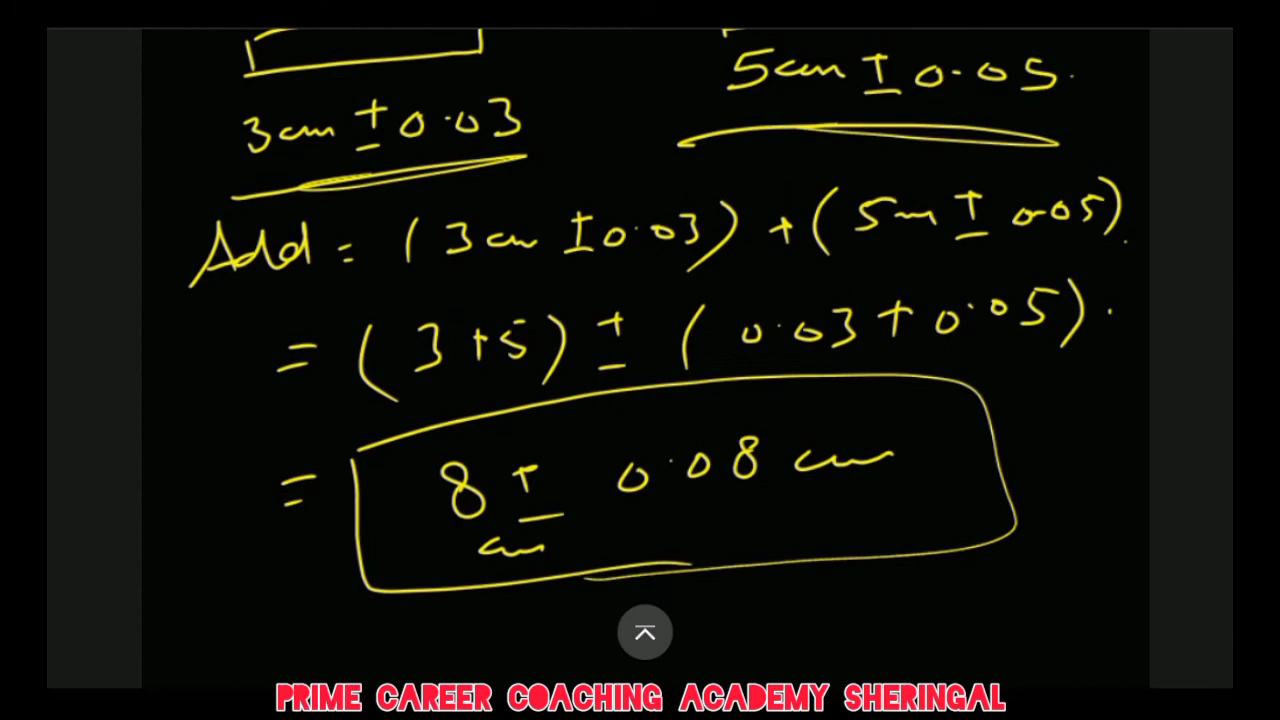 5cm ± 0.05.
3cm ± 0.03
Add = (3cm ± 0.03) + (5m ± 0.05).
= (3+5) ± (0.03 + 0.05).
= 8 ± 0.08 cm
cm
PRIME CAREER COACHING ACADEMY SHERINGAL